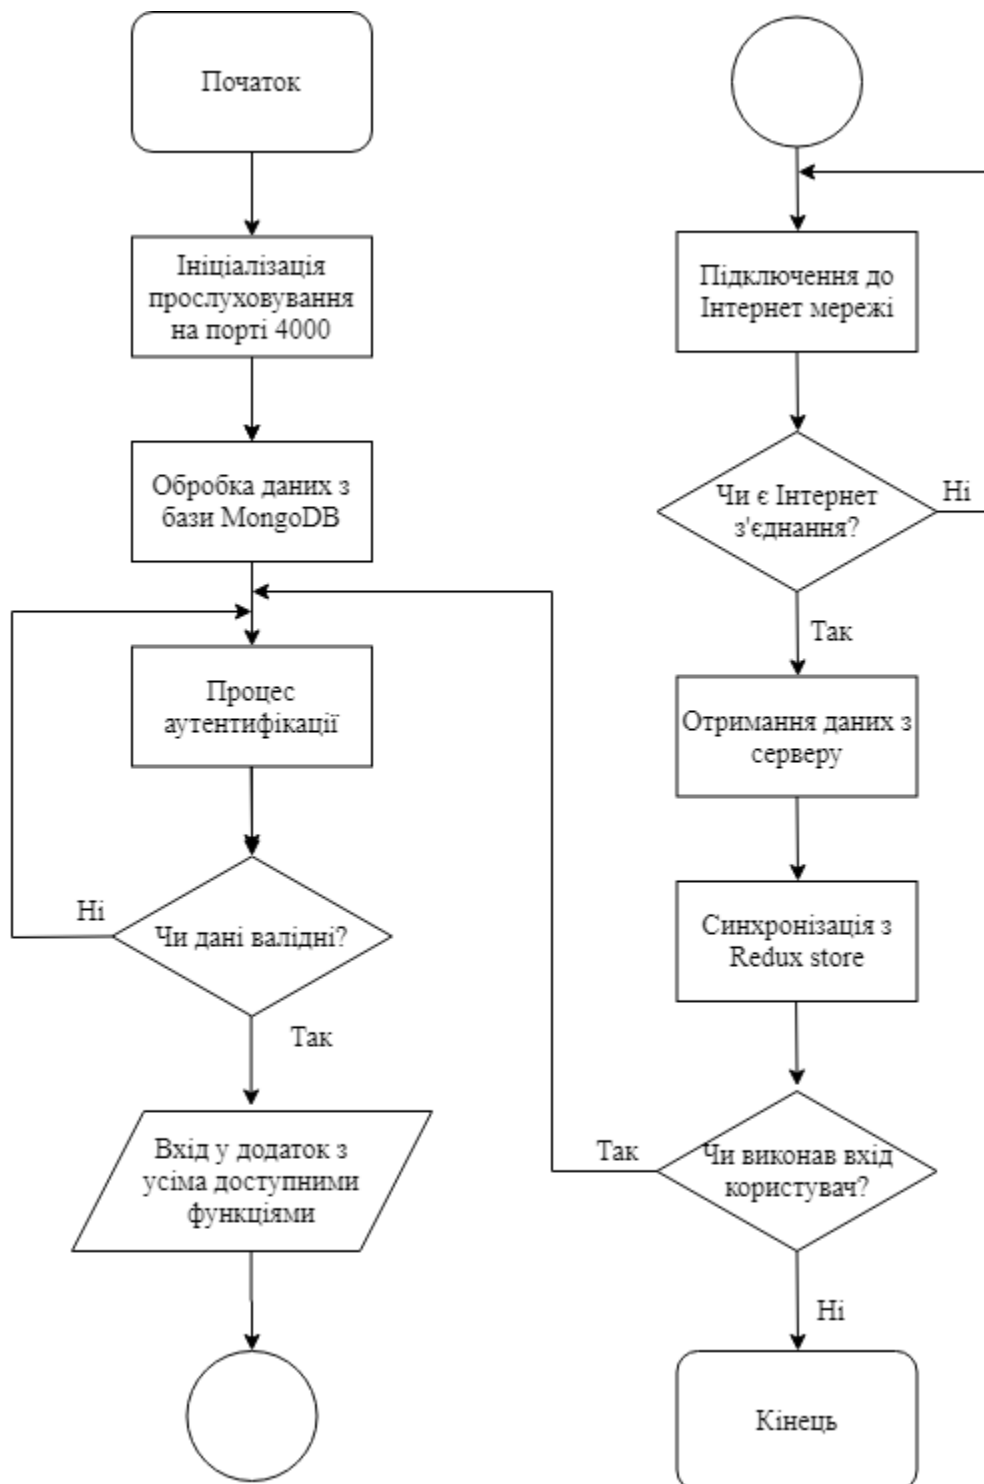 Початок
Ініціалізація
прослуховування
на порті 4000
Обробка даних з
бази MongoDB
Процес
аутентифікації
Ні
Чи дані валідні?
Так
Вхід у додаток з
усіма доступними
функціями
Підключення до
Інтернет мережі
Чи є Інтернет
з'єднання?
Ні
Так
Отримання даних з
серверу
Синхронізація з
Redux store
Так
Чи виконав вхід
користувач?
Ні
Кінець